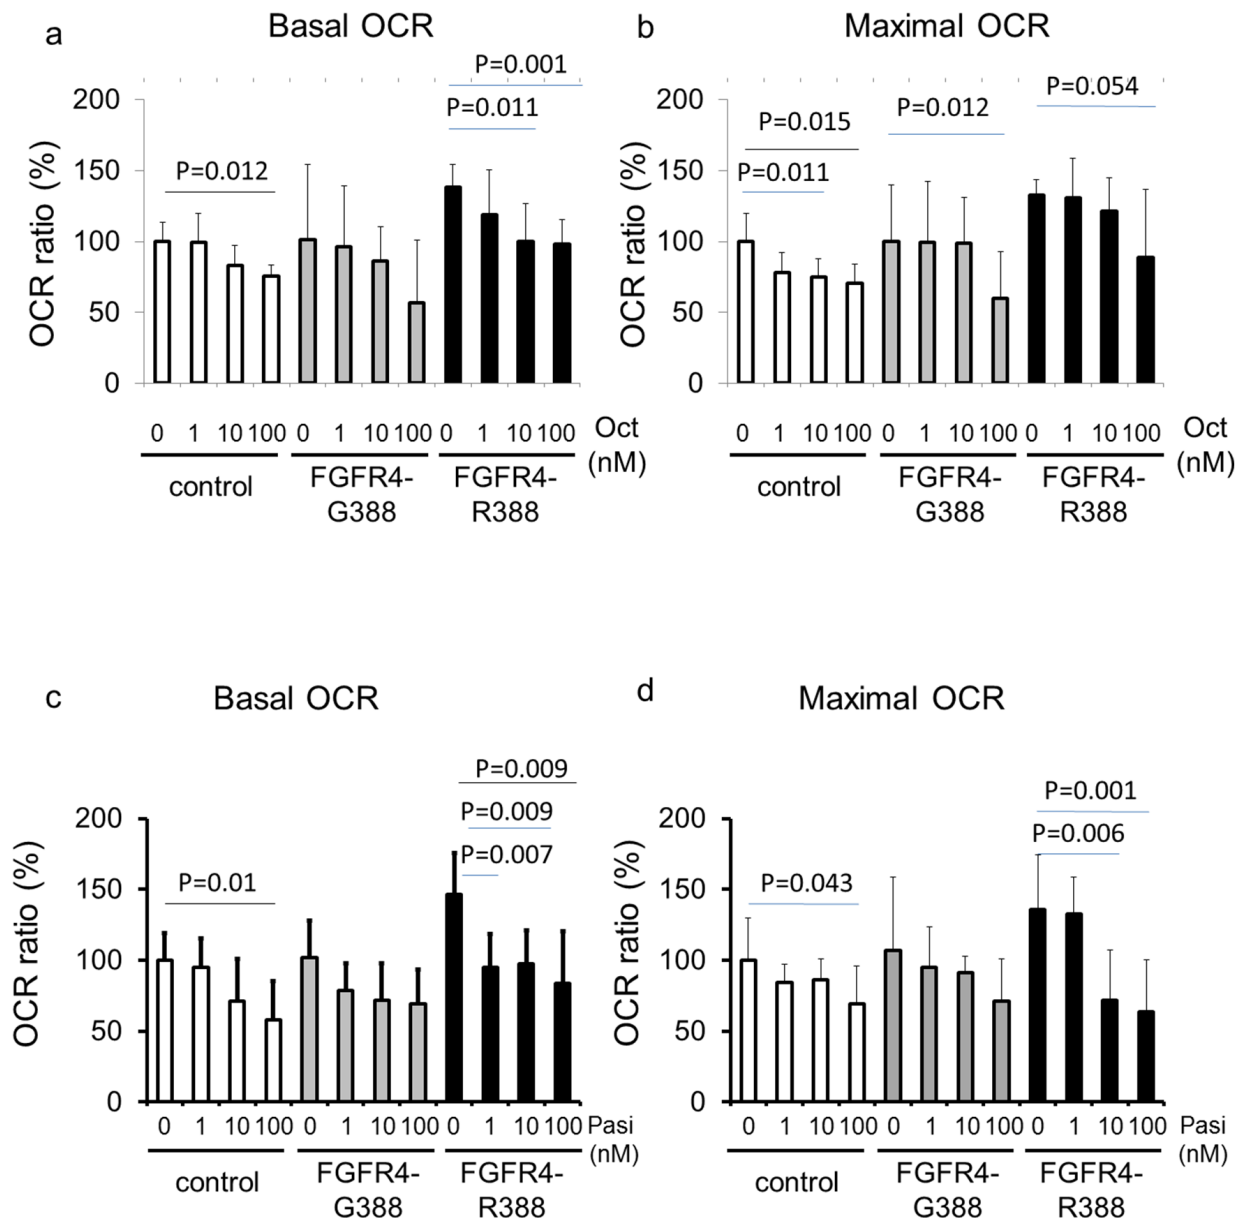 a
Basal OCR
P=0.001
P=0.011
P=0.012
OCR ratio (%)
200
150
100
50
0
0 1 10 100 0 1 10 100 0 1 10 100 Oct
(nM)
control
FGFR4-
G388
FGFR4-
R388
b
Maximal OCR
P=0.054
P=0.012
P=0.015
P=0.011
OCR ratio (%)
200
150
100
50
0
0 1 10 100 0 1 10 100 0 1 10 100 Oct
(nM)
control
FGFR4-
G388
FGFR4-
R388
c
Basal OCR
P=0.009
P=0.009
P=0.007
P=0.01
OCR ratio (%)
200
150
100
50
0
0 1 10 100 0 1 10 100 0 1 10 100 Pasi
(nM)
control
FGFR4-
G388
FGFR4-
R388
d
Maximal OCR
P=0.001
P=0.006
P=0.043
OCR ratio (%)
200
150
100
50
0
0 1 10 100 0 1 10 100 0 1 10 100 Pasi
(nM)
control
FGFR4-
G388
FGFR4-
R388